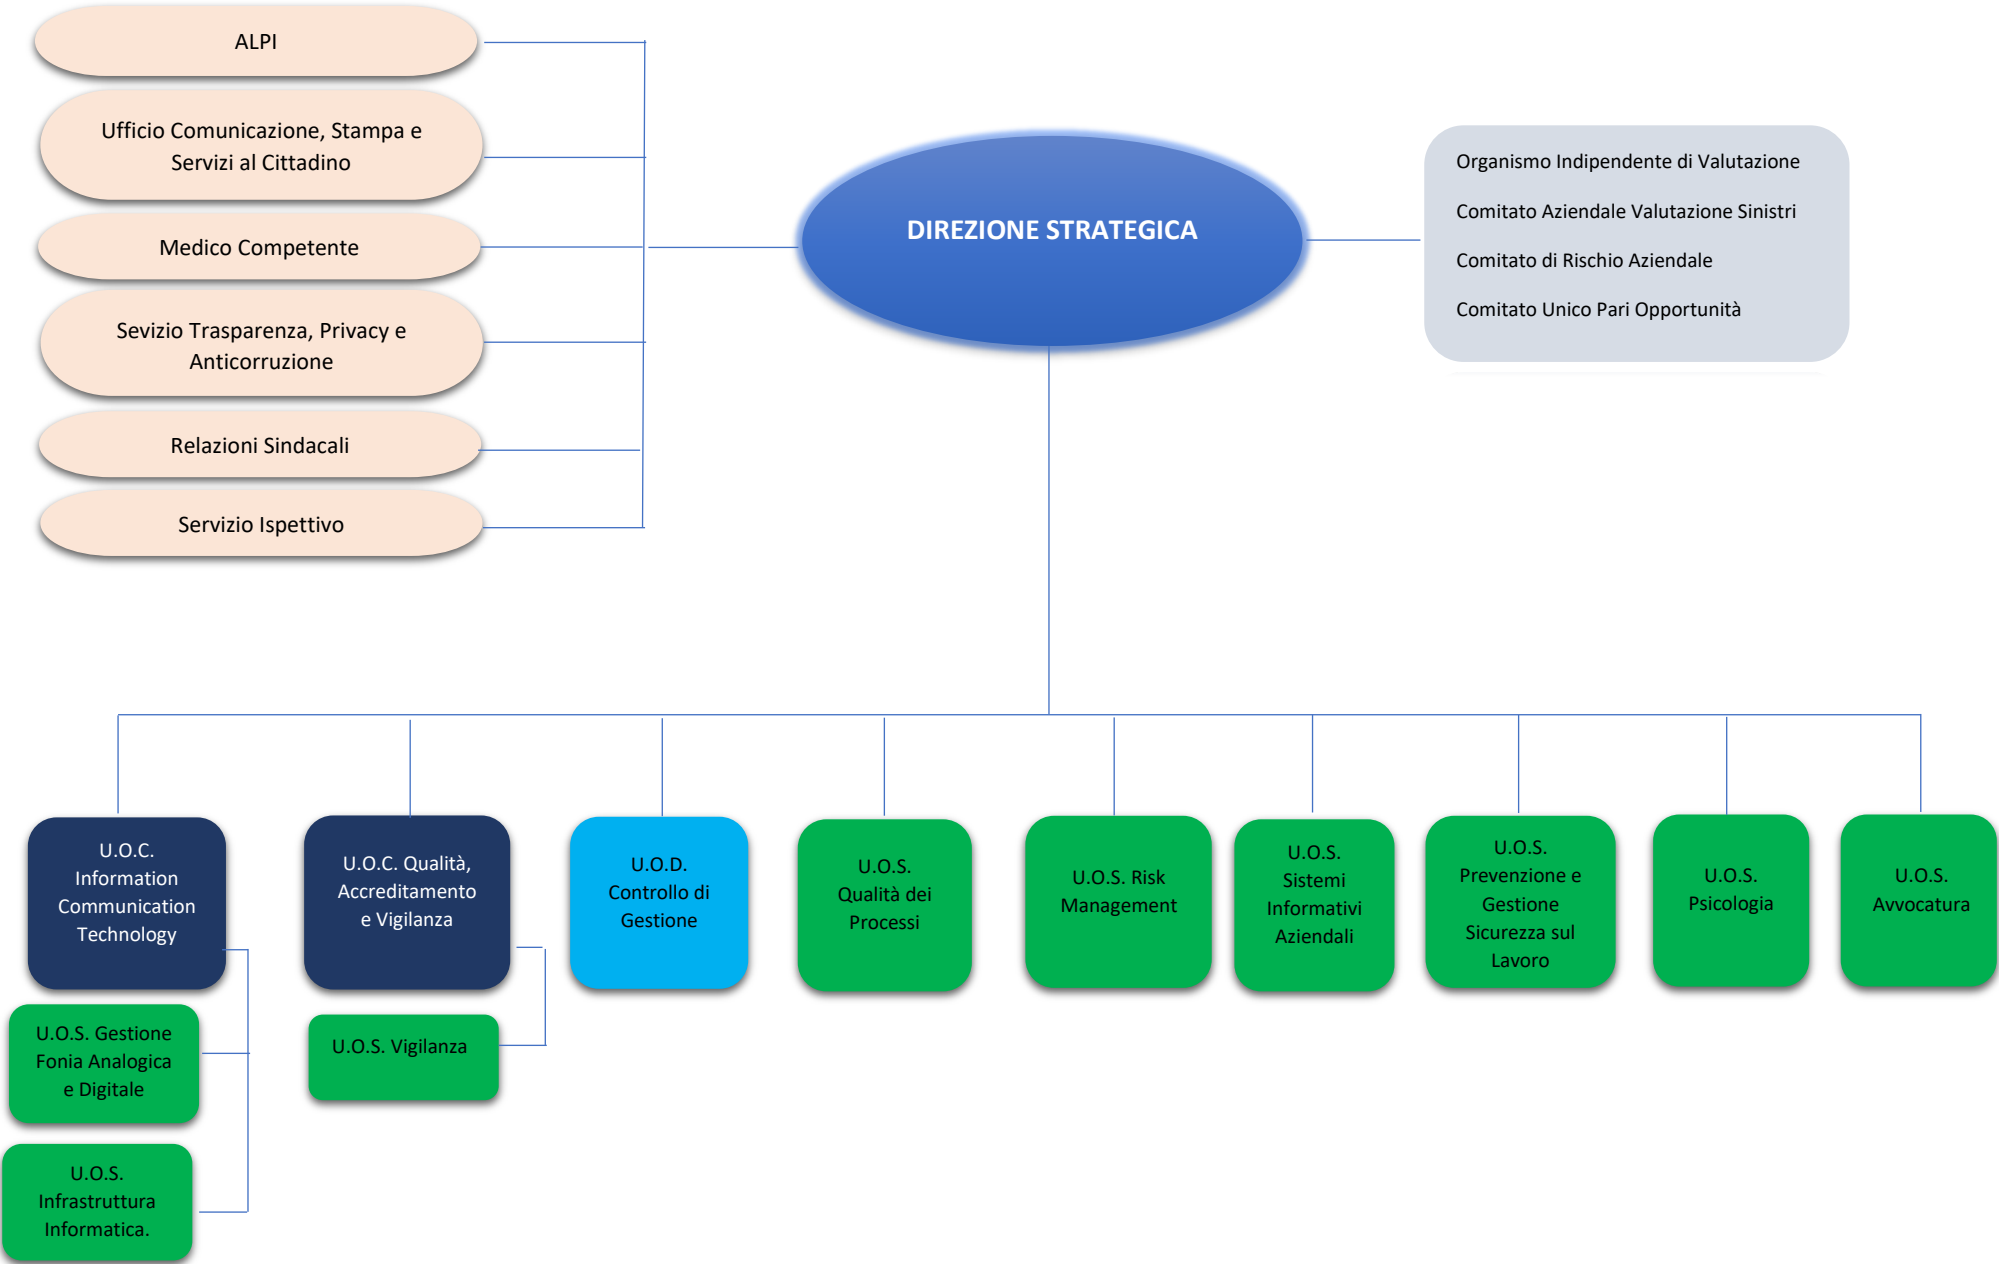 ALPI
Ufficio Comunicazione, Stampa e
Servizi al Cittadino
Medico Competente
Sevizio Trasparenza, Privacy e
Anticorruzione
Relazioni Sindacali
Servizio Ispettivo
DIREZIONE STRATEGICA
Organismo Indipendente di Valutazione
Comitato Aziendale Valutazione Sinistri
Comitato di Rischio Aziendale
Comitato Unico Pari Opportunità
U.O.C.
Information
Communication
Technology
U.O.S. Gestione
Fonia Analogica
e Digitale
U.O.S.
Infrastruttura
Informatica.
U.O.C. Qualità,
Accreditamento
e Vigilanza
U.O.S. Vigilanza
U.O.D.
Controllo di
Gestione
U.O.S.
Qualità dei
Processi
U.O.S. Risk
Management
U.O.S.
Sistemi
Informativi
Aziendali
U.O.S.
Prevenzione e
Gestione
Sicurezza sul
Lavoro
U.O.S.
Psicologia
U.O.S.
Avvocatura